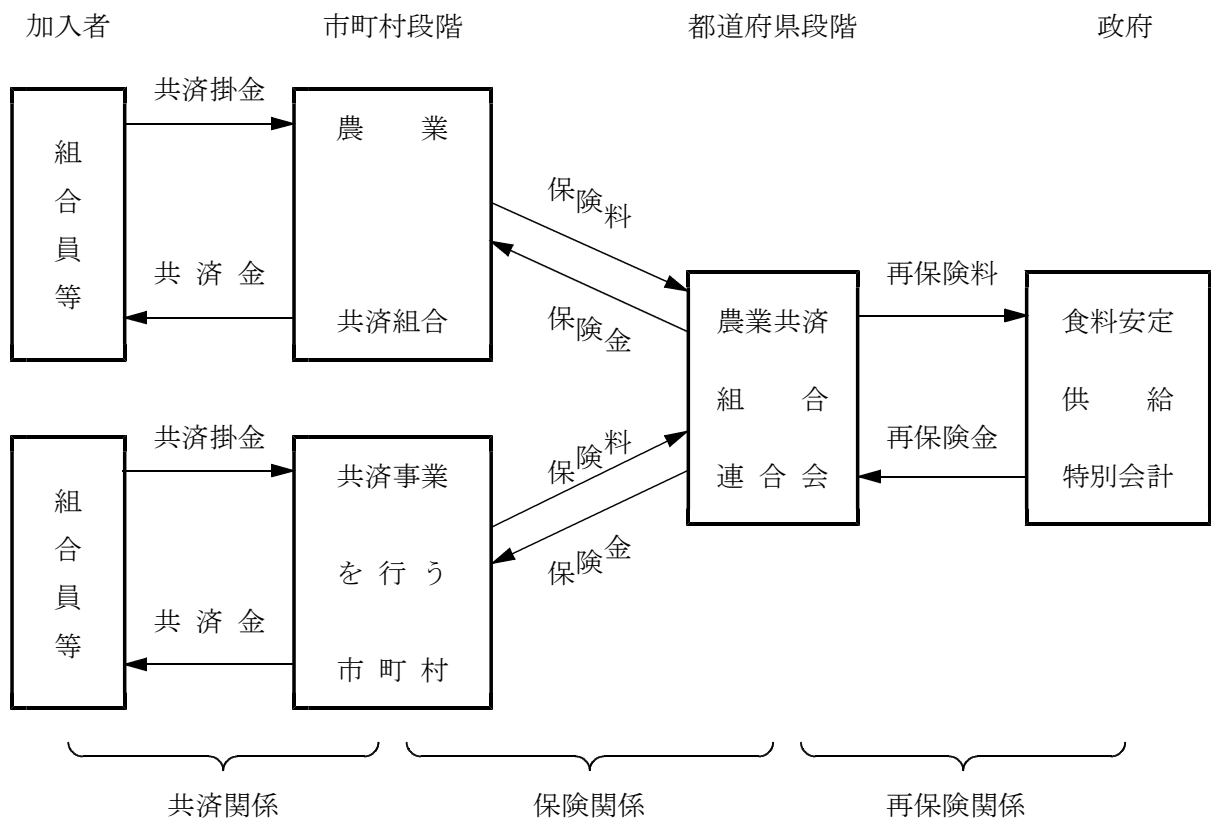 加入者 市町村段階 都道府県段階 政府
共済掛金
組合員等
共済金
農業
共済組合
保険料
保険金
共済掛金
組合員等
共済金
共済事業
を行う
市町村
保険料
保険金
農業共済
組合
連合会
再保険料
再保険金
食料安定
供給
特別会計
共済関係 保険関係 再保険関係